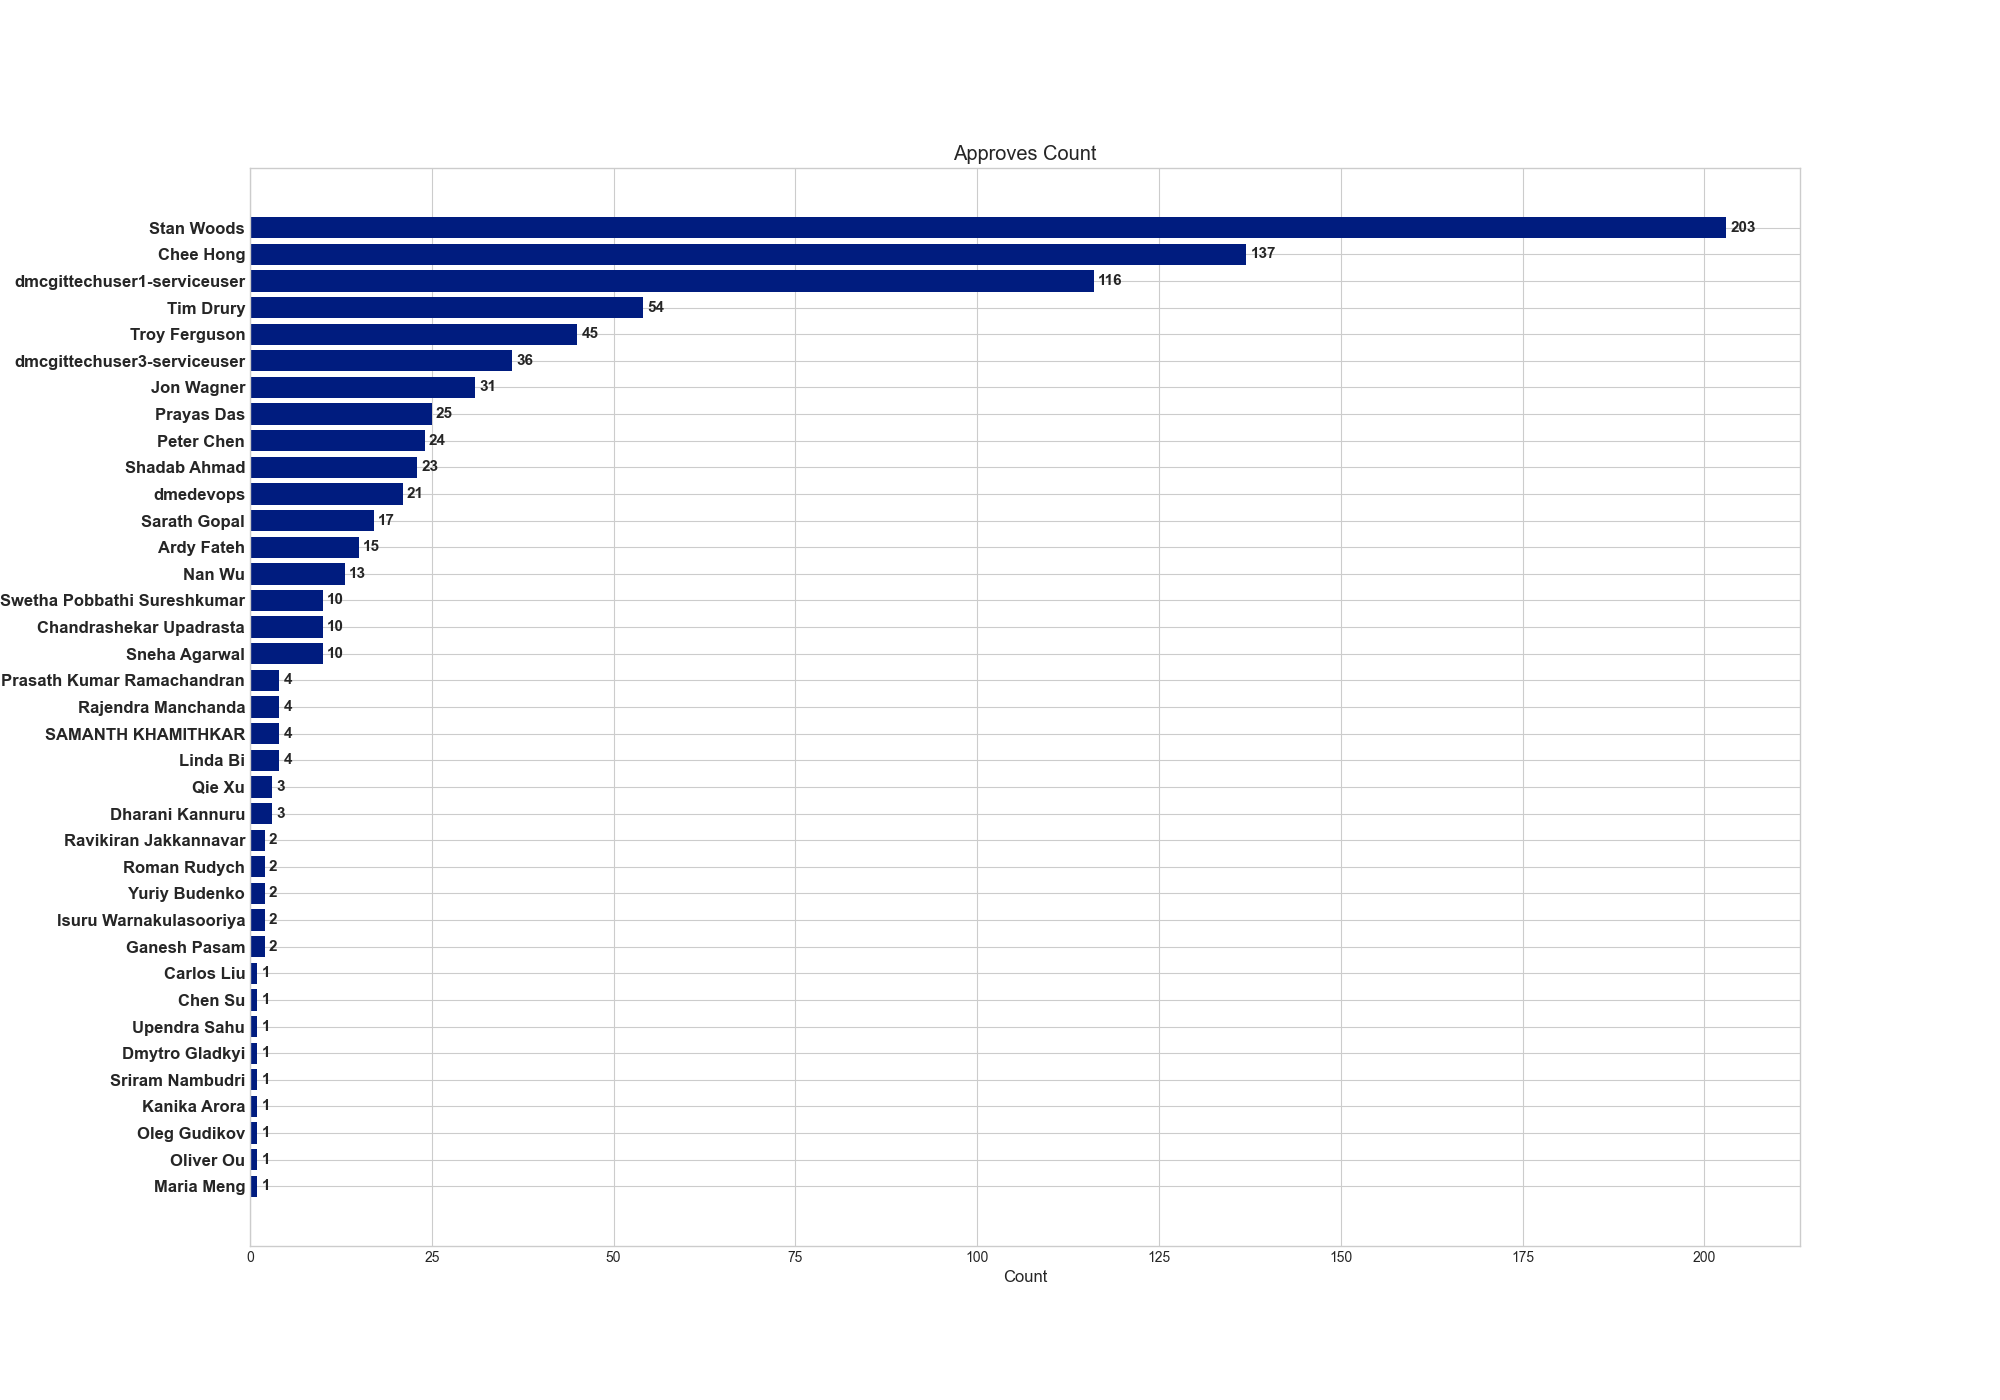 Approves Count
Stan Woods 203
Chee Hong 137
dmcgittechuser1-serviceuser 116
Tim Drury 54
Troy Ferguson 45
dmcgittechuser3-serviceuser 36
Jon Wagner 31
Prayas Das 25
Peter Chen 24
Shadab Ahmad 23
dmedevops 21
Sarath Gopal 17
Ardy Fateh 15
Nan Wu 13
Swetha Pobbathi Sureshkumar 10
Chandrashekar Upadrasta 10
Sneha Agarwal 10
Prasath Kumar Ramachandran 4
Rajendra Manchanda 4
SAMANTH KHAMITHKAR 4
Linda Bi 4
Qie Xu 3
Dharani Kannuru 3
Ravikiran Jakkannavar 2
Roman Rudych 2
Yuriy Budenko 2
Isuru Warnakulasooriya 2
Ganesh Pasam 2
Carlos Liu 1
Chen Su 1
Upendra Sahu 1
Dmytro Gladkyi 1
Sriram Nambudri 1
Kanika Arora 1
Oleg Gudikov 1
Oliver Ou 1
Maria Meng 1
0 25 50 75 100 125 150 175 200
Count